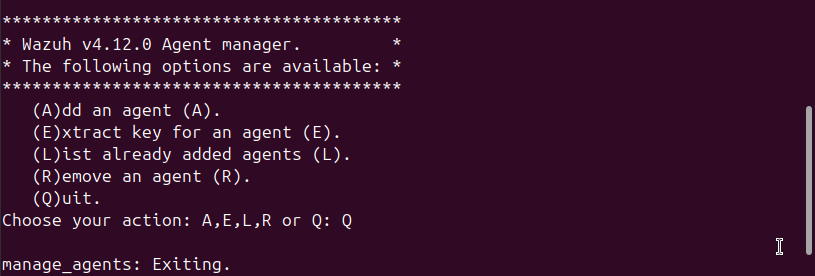 ****************************************
* Wazuh v4.12.0 Agent manager.         *
* The following options are available: *
****************************************
   (A)dd an agent (A).
   (E)xtract key for an agent (E).
   (L)ist already added agents (L).
   (R)emove an agent (R).
   (Q)uit.
Choose your action: A,E,L,R or Q: Q
manage_agents: Exiting.